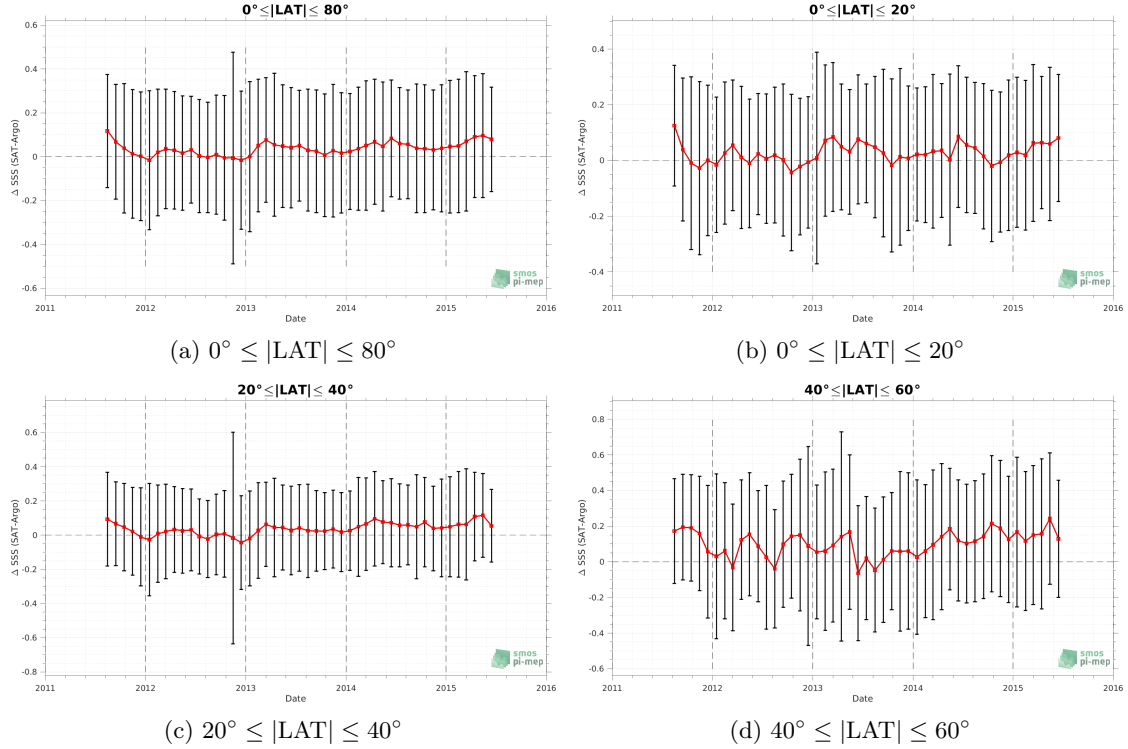 0°≤|LAT|≤ 80°
0.6
0.4
0.2
0
-0.2
-0.4
-0.6
Δ SSS (SAT-Argo)
2011
2012
2013
2014
2015
2016
Date
smos
pi-mep
(a) 0° ≤ |LAT| ≤ 80°
0°≤|LAT|≤ 20°
0.4
0.2
0
-0.2
-0.4
Δ SSS (SAT-Argo)
2011
2012
2013
2014
2015
2016
Date
smos
pi-mep
(b) 0° ≤ |LAT| ≤ 20°
20°≤|LAT|≤ 40°
0.6
0.4
0.2
0
-0.2
-0.4
-0.6
-0.8
Δ SSS (SAT-Argo)
2011
2012
2013
2014
2015
2016
Date
smos
pi-mep
(c) 20° ≤ |LAT| ≤ 40°
40°≤|LAT|≤ 60°
0.8
0.6
0.4
0.2
0
-0.2
-0.4
-0.6
Δ SSS (SAT-Argo)
2011
2012
2013
2014
2015
2016
Date
smos
pi-mep
(d) 40° ≤ |LAT| ≤ 60°